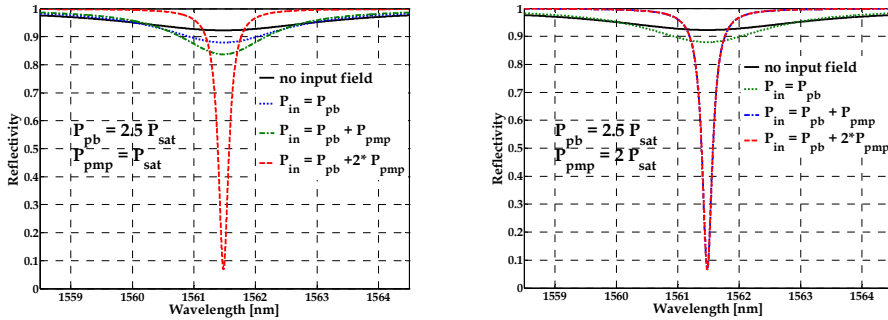 1
0.9
0.8
0.7
0.6
0.5
0.4
0.3
0.2
0.1
0
Reflectivity
no input field
P_in = P_pb
P_in = P_pb + P_pmp
P_in = P_pb +2* P_pmp
P_pb = 2.5 P_sat
P_pmp = P_sat
1559 1560 1561 1562 1563 1564
Wavelength [nm]
1
0.9
0.8
0.7
0.6
0.5
0.4
0.3
0.2
0.1
0
Reflectivity
no input field
P_in = P_pb
P_in = P_pb + P_pmp
P_in = P_pb + 2*P_pmp
P_pb = 2.5 P_sat
P_pmp = 2 P_sat
1559 1560 1561 1562 1563 1564
Wavelength [nm]